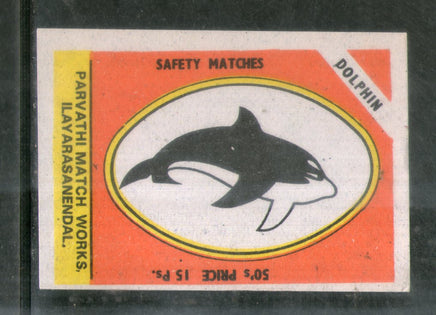 SAFETY MATCHES
DOLPHIN
PARVATHI MATCH WORKS,
ILAYARASANENDAL.
50's PRICE 15 Ps.